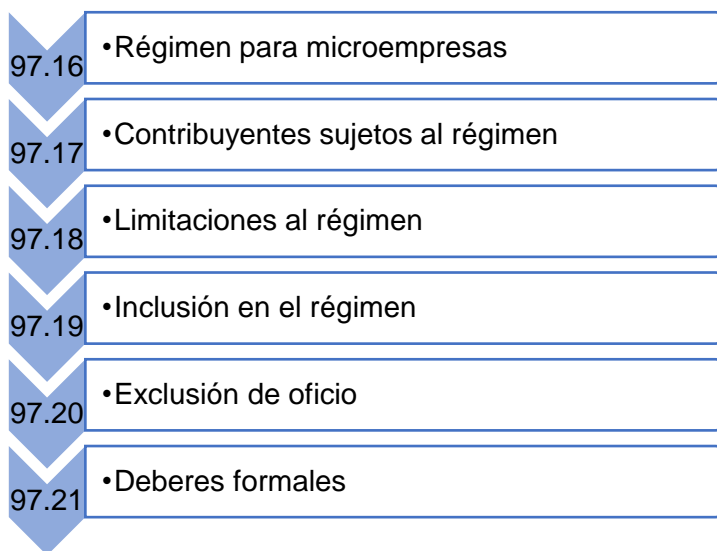 97.16 •Régimen para microempresas
97.17 •Contribuyentes sujetos al régimen
97.18 •Limitaciones al régimen
97.19 •Inclusión en el régimen
97.20 •Exclusión de oficio
97.21 •Deberes formales